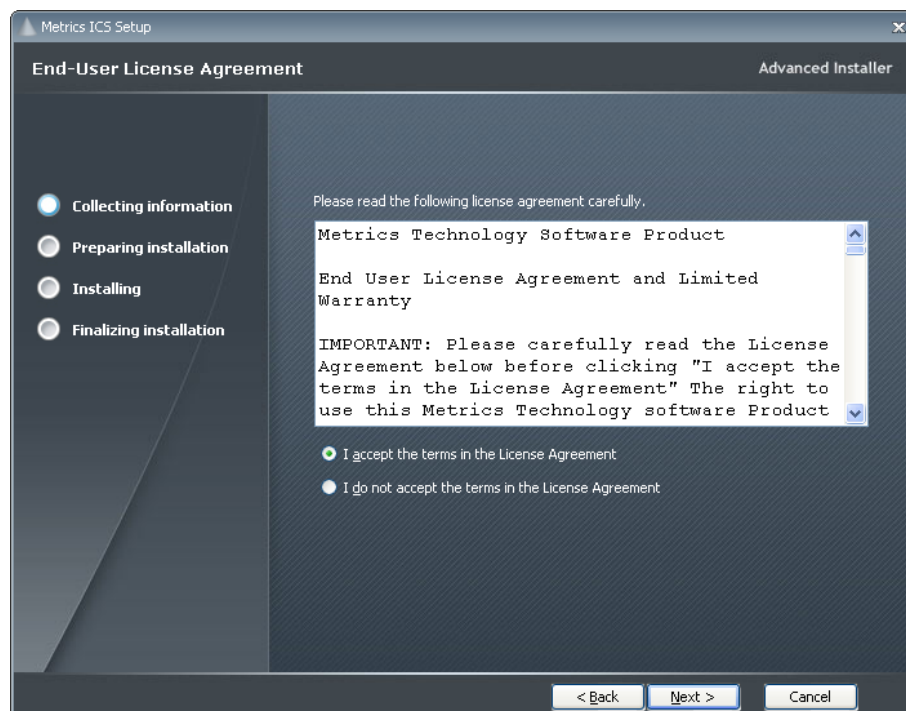 Metrics ICS Setup
End-User License Agreement
Advanced Installer
Collecting information
Preparing installation
Installing
Finalizing installation
Please read the following license agreement carefully.
Metrics Technology Software Product
End User License Agreement and Limited
Warranty
IMPORTANT: Please carefully read the License
Agreement below before clicking "I accept the
terms in the License Agreement" The right to
use this Metrics Technology software Product
I accept the terms in the License Agreement
I do not accept the terms in the License Agreement
< Back
Next >
Cancel